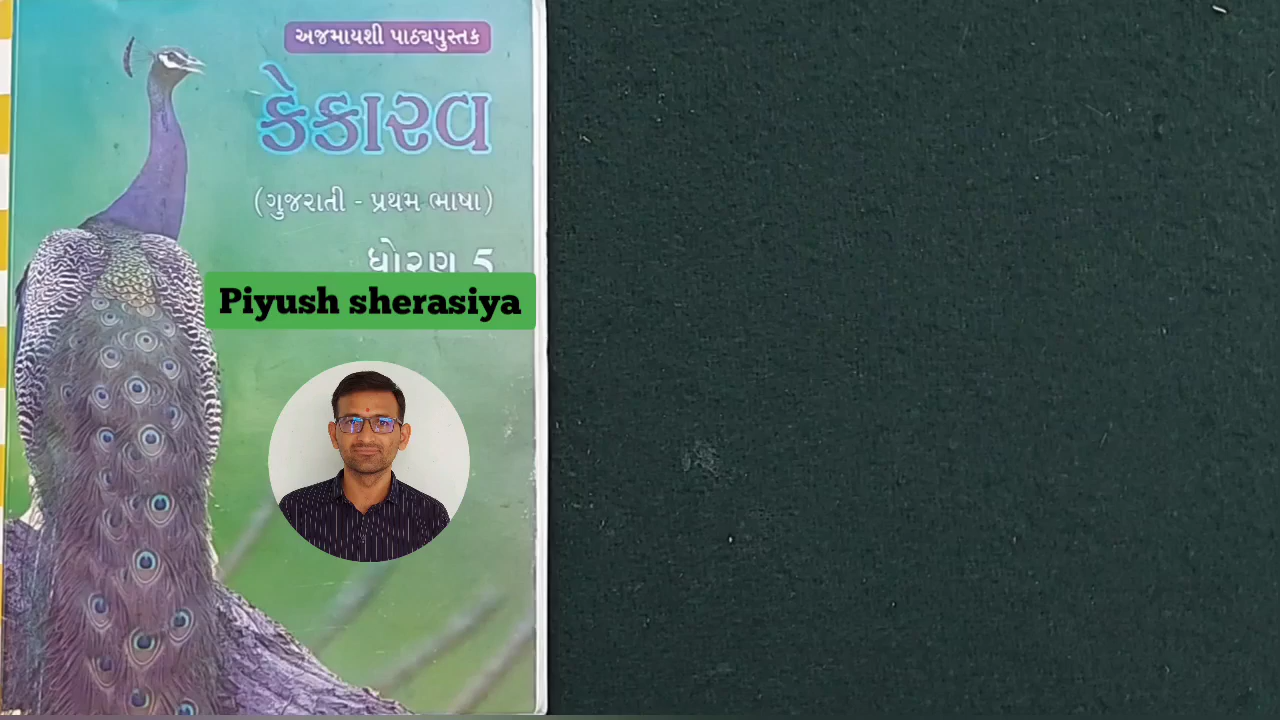 અજમાયશી પાઠ્યપુસ્તક
કેકારવ
(ગુજરાતી - પ્રથમ ભાષા)
ધોરણ 5
Piyush sherasiya